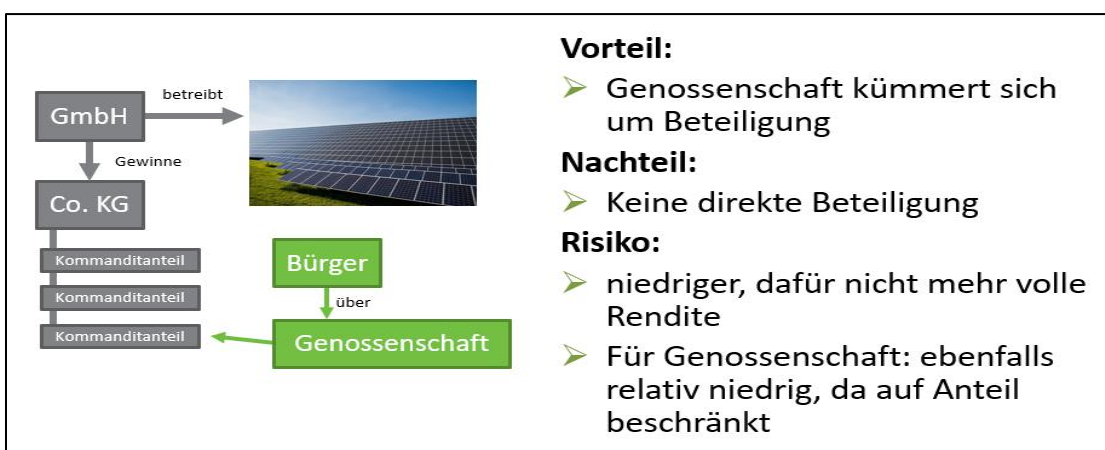 betreibt
GmbH
Gewinne
Co. KG
Kommanditanteil
Kommanditanteil
Kommanditanteil
Bürger
über
Genossenschaft
Vorteil:
Genossenschaft kümmert sich
um Beteiligung
Nachteil:
Keine direkte Beteiligung
Risiko:
niedriger, dafür nicht mehr volle
Rendite
Für Genossenschaft: ebenfalls
relativ niedrig, da auf Anteil
beschränkt